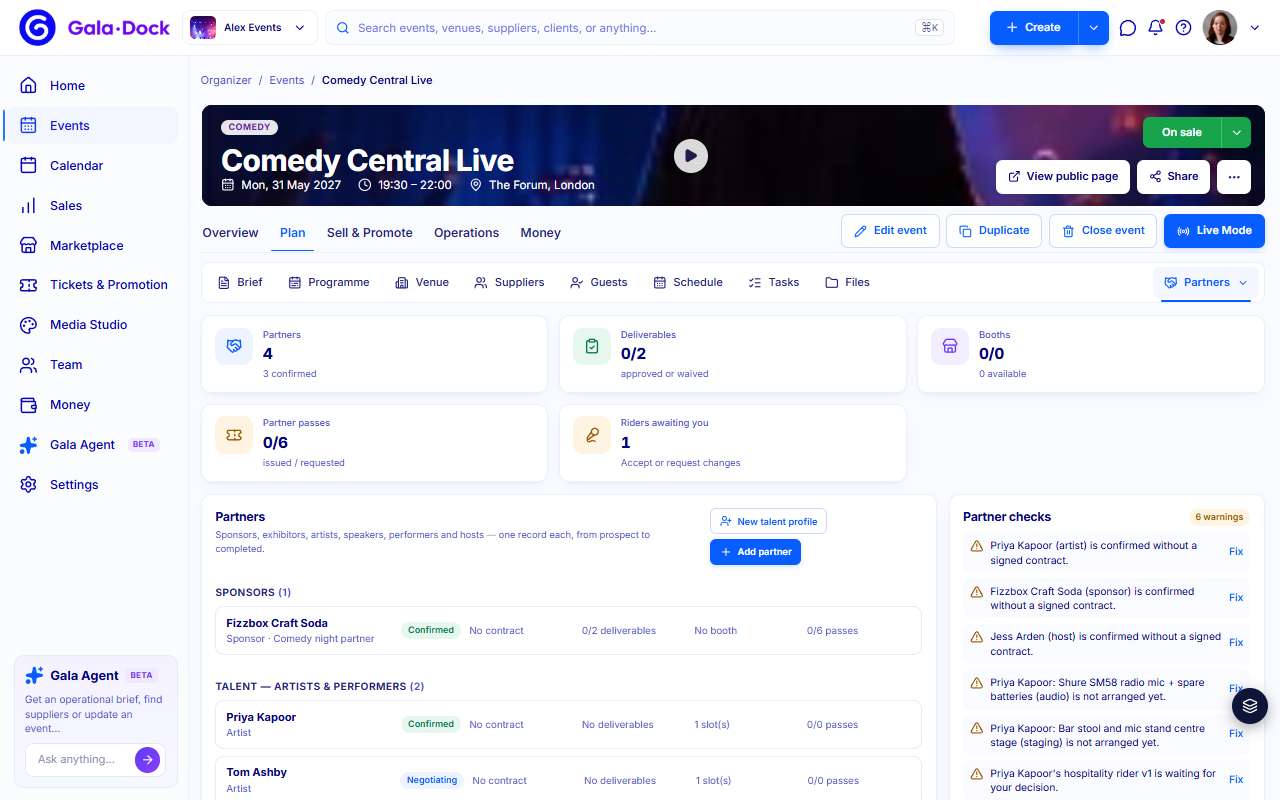 Gala·Dock
Alex Events
Search events, venues, suppliers, clients, or anything...
⌘K
Create
Home
Events
Calendar
Sales
Marketplace
Tickets & Promotion
Media Studio
Team
Money
Gala Agent BETA
Settings
Gala Agent BETA
Get an operational brief, find
suppliers or update an
event...
Ask anything...
Organizer / Events / Comedy Central Live
COMEDY
Comedy Central Live
Mon, 31 May 2027 19:30 – 22:00 The Forum, London
On sale
View public page
Share
Overview Plan Sell & Promote Operations Money
Edit event Duplicate Close event Live Mode
Brief Programme Venue Suppliers Guests Schedule Tasks Files Partners
Partners
4
3 confirmed
Deliverables
0/2
approved or waived
Booths
0/0
0 available
Partner passes
0/6
issued / requested
Riders awaiting you
1
Accept or request changes
Partners
Sponsors, exhibitors, artists, speakers, performers and hosts — one record each, from prospect to
completed.
New talent profile
Add partner
SPONSORS (1)
Fizzbox Craft Soda
Sponsor · Comedy night partner
Confirmed No contract 0/2 deliverables No booth 0/6 passes
TALENT — ARTISTS & PERFORMERS (2)
Priya Kapoor
Artist
Confirmed No contract No deliverables 1 slot(s) 0/0 passes
Tom Ashby
Artist
Negotiating No contract No deliverables 1 slot(s) 0/0 passes
Partner checks
6 warnings
Priya Kapoor (artist) is confirmed without a
signed contract.
Fix
Fizzbox Craft Soda (sponsor) is confirmed
without a signed contract.
Fix
Jess Arden (host) is confirmed without a signed
contract.
Fix
Priya Kapoor: Shure SM58 radio mic + spare
batteries (audio) is not arranged yet.
Fix
Priya Kapoor: Bar stool and mic stand centre
stage (staging) is not arranged yet.
Fix
Priya Kapoor's hospitality rider v1 is waiting for
your decision.
Fix